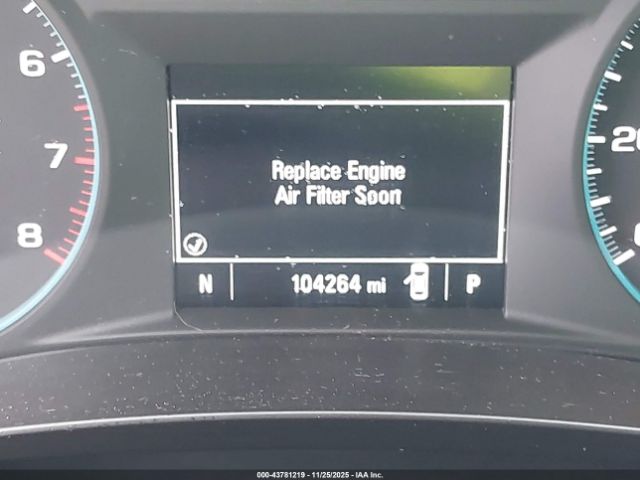 6
7
8
Replace Engine
Air Filter Soon
N
104264 mi
P
20
000-43781219 - 11/25/2025 - IAA Inc.